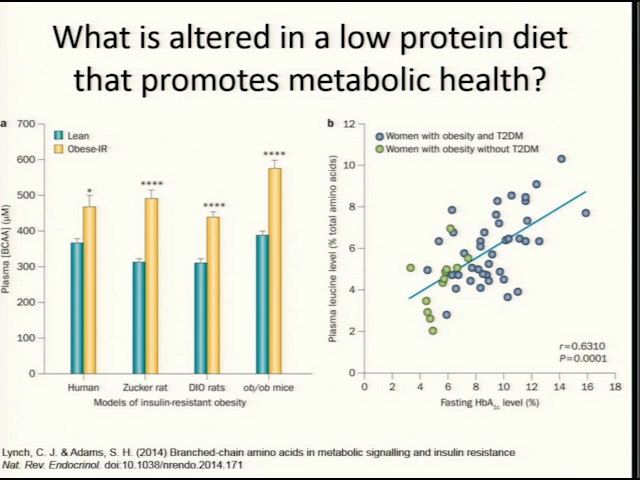 What is altered in a low protein diet
that promotes metabolic health?
a
700
600
500
400
300
200
100
0
Plasma [BCAA] (μM)
Lean
Obese-IR
*
****
****
****
Human
Zucker rat
DIO rats
ob/ob mice
Models of insulin-resistant obesity
b
12
10
8
6
4
2
0
Plasma leucine level (% total amino acids)
Women with obesity and T2DM
Women with obesity without T2DM
r=0.6310
P=0.0001
0
2
4
6
8
10
12
14
16
18
Fasting HbA1c level (%)
Lynch, C. J. & Adams, S. H. (2014) Branched-chain amino acids in metabolic signalling and insulin resistance
Nat. Rev. Endocrinol. doi:10.1038/nrendo.2014.171